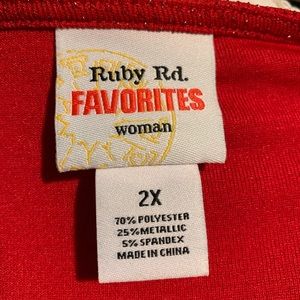 Ruby Rd.
FAVORITES
woman
2X
70% POLYESTER
25% METALLIC
5% SPANDEX
MADE IN CHINA